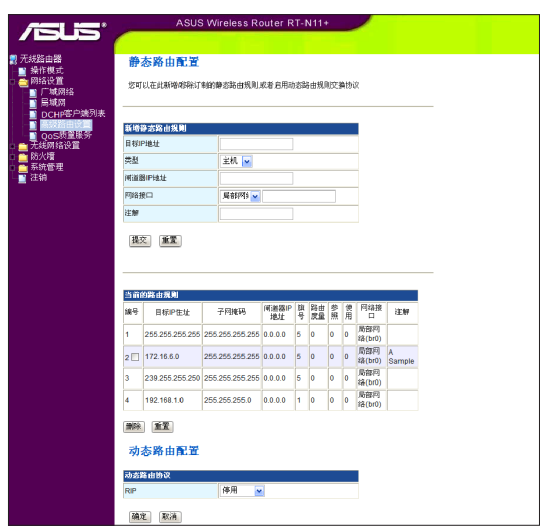 ASUS
ASUS Wireless Router RT-N11+
无线路由器
操作模式
网络设置
广域网络
局域网
DCHP客户端列表
高级路由设置
QoS质量服务
无线网络设置
防火墙
系统管理
注销
静态路由配置
您可以在此新增/移除订制的静态路由规则,或者启用动态路由规则交换协议
新增静态路由规则
目标IP地址
类型 主机
闸道器IP地址
网络接口 局部网络
注解
提交 重置
当前的路由规则
编号 目标IP住址 子网掩码 闸道器IP地址 旗号 路由度量 参照 使用 网络接口 注解
1 255.255.255.255 255.255.255.255 0.0.0.0 5 0 0 0 局部网络(br0)
2 172.16.6.0 255.255.255.255 0.0.0.0 5 0 0 0 局部网络(br0) A Sample
3 239.255.255.250 255.255.255.255 0.0.0.0 5 0 0 0 局部网络(br0)
4 192.168.1.0 255.255.255.0 0.0.0.0 1 0 0 0 局部网络(br0)
删除 重置
动态路由配置
动态路由协议
RIP 停用
确定 取消